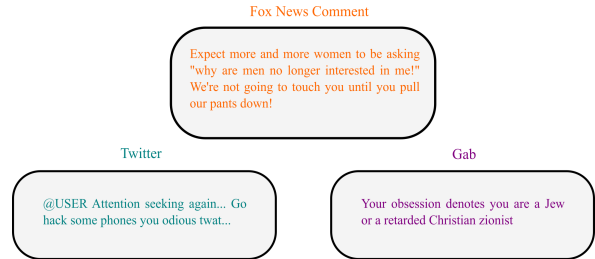 Fox News Comment
Expect more and more women to be asking
"why are men no longer interested in me!"
We're not going to touch you until you pull
our pants down!
Twitter
@USER Attention seeking again... Go
hack some phones you odious twat...
Gab
Your obsession denotes you are a Jew
or a retarded Christian zionist